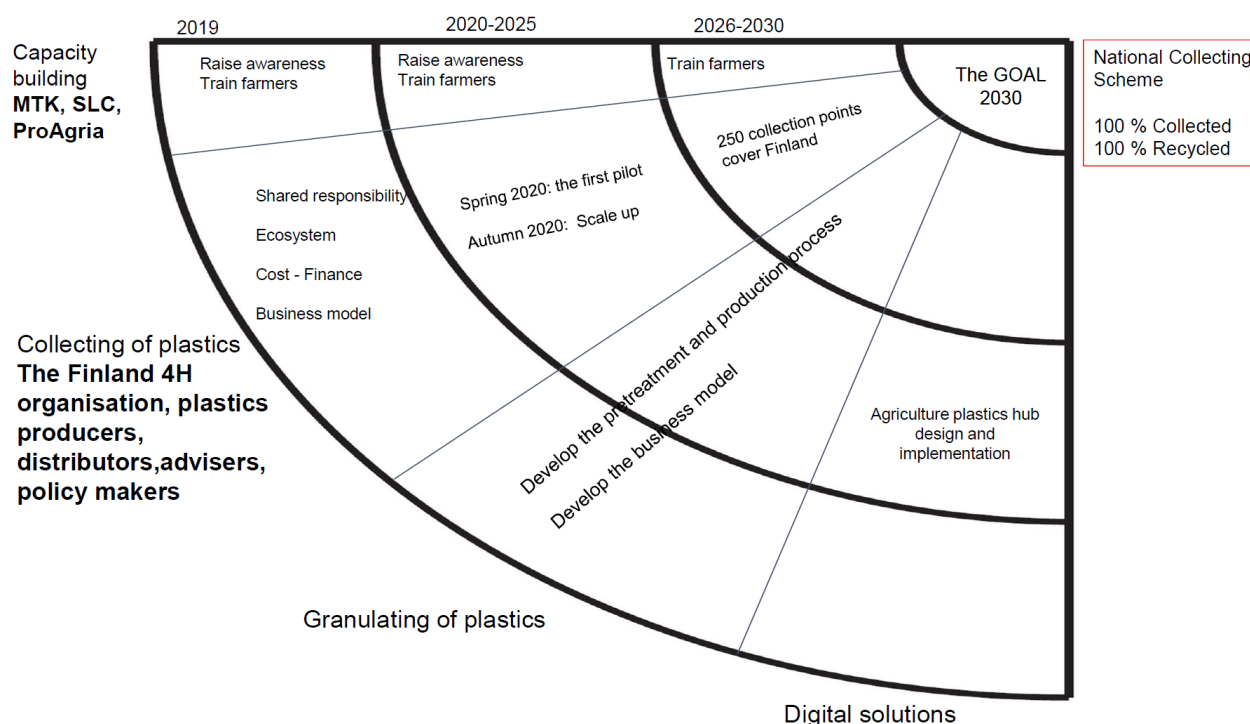 2019
2020-2025
2026-2030
Capacity
building
MTK, SLC,
ProAgria
Raise awareness
Train farmers
Raise awareness
Train farmers
Train farmers
The GOAL
2030
National Collecting
Scheme
100 % Collected
100 % Recycled
250 collection points
cover Finland
Shared responsibility
Ecosystem
Cost - Finance
Business model
Spring 2020: the first pilot
Autumn 2020:  Scale up
Collecting of plastics
The Finland 4H
organisation, plastics
producers,
distributors,advisers,
policy makers
Develop the pretreatment and production process
Develop the business model
Agriculture plastics hub
design and
implementation
Granulating of plastics
Digital solutions